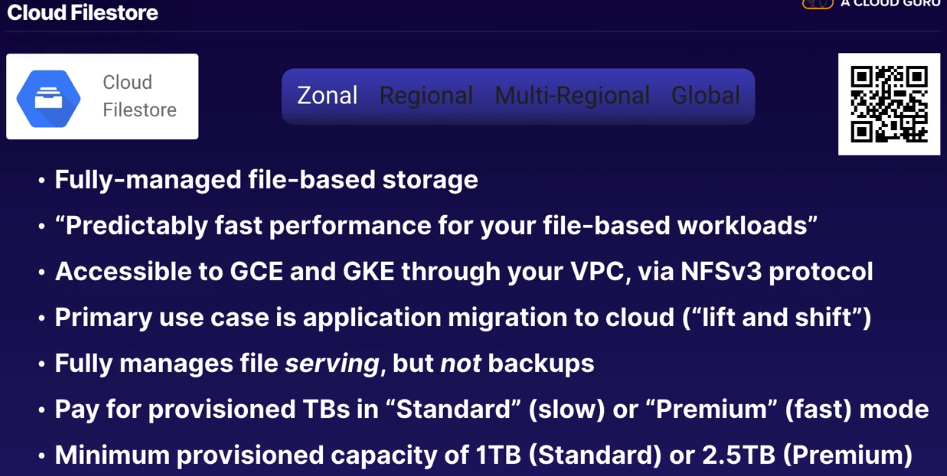 Cloud Filestore
A CLOUD GURU
Cloud
Filestore
Zonal Regional Multi-Regional Global
• Fully-managed file-based storage
• “Predictably fast performance for your file-based workloads”
• Accessible to GCE and GKE through your VPC, via NFSv3 protocol
• Primary use case is application migration to cloud (“lift and shift”)
• Fully manages file serving, but not backups
• Pay for provisioned TBs in “Standard” (slow) or “Premium” (fast) mode
• Minimum provisioned capacity of 1TB (Standard) or 2.5TB (Premium)